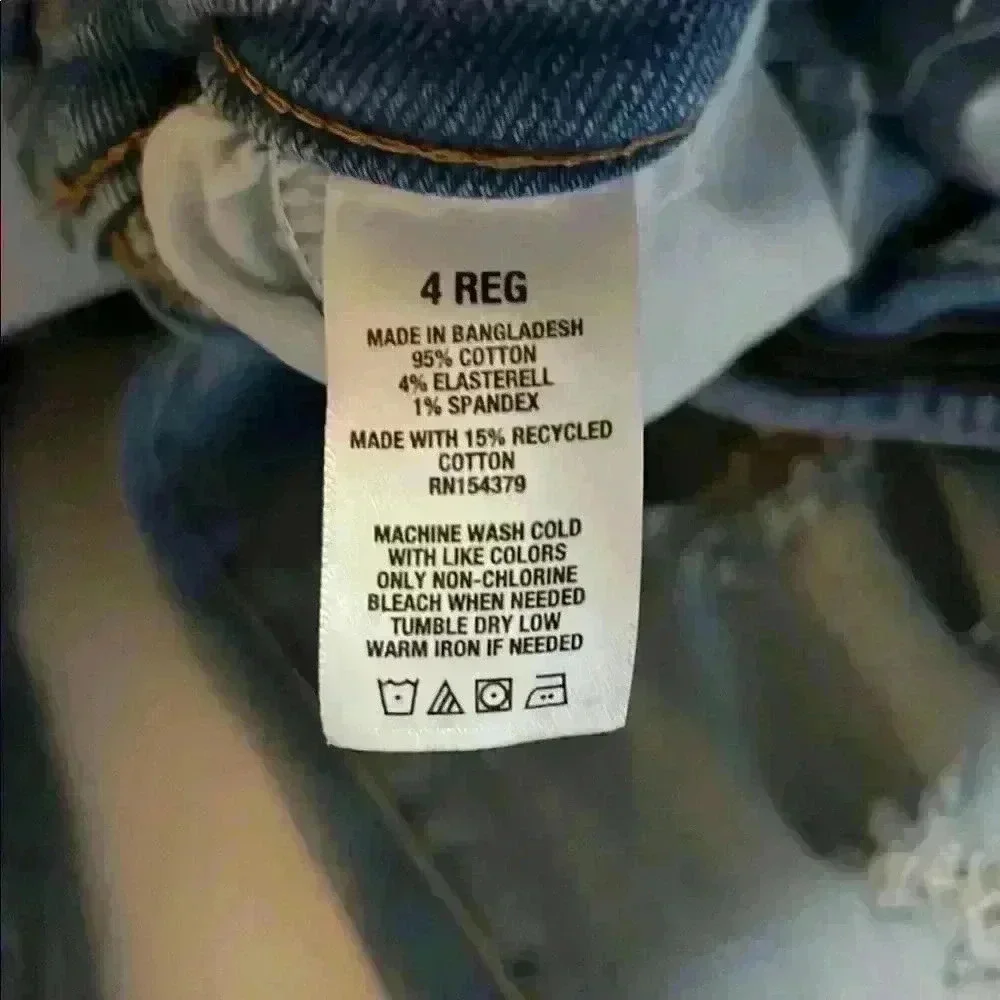 4 REG
MADE IN BANGLADESH
95% COTTON
4% ELASTERELL
1% SPANDEX
MADE WITH 15% RECYCLED
COTTON
RN154379
MACHINE WASH COLD
WITH LIKE COLORS
ONLY NON-CHLORINE
BLEACH WHEN NEEDED
TUMBLE DRY LOW
WARM IRON IF NEEDED